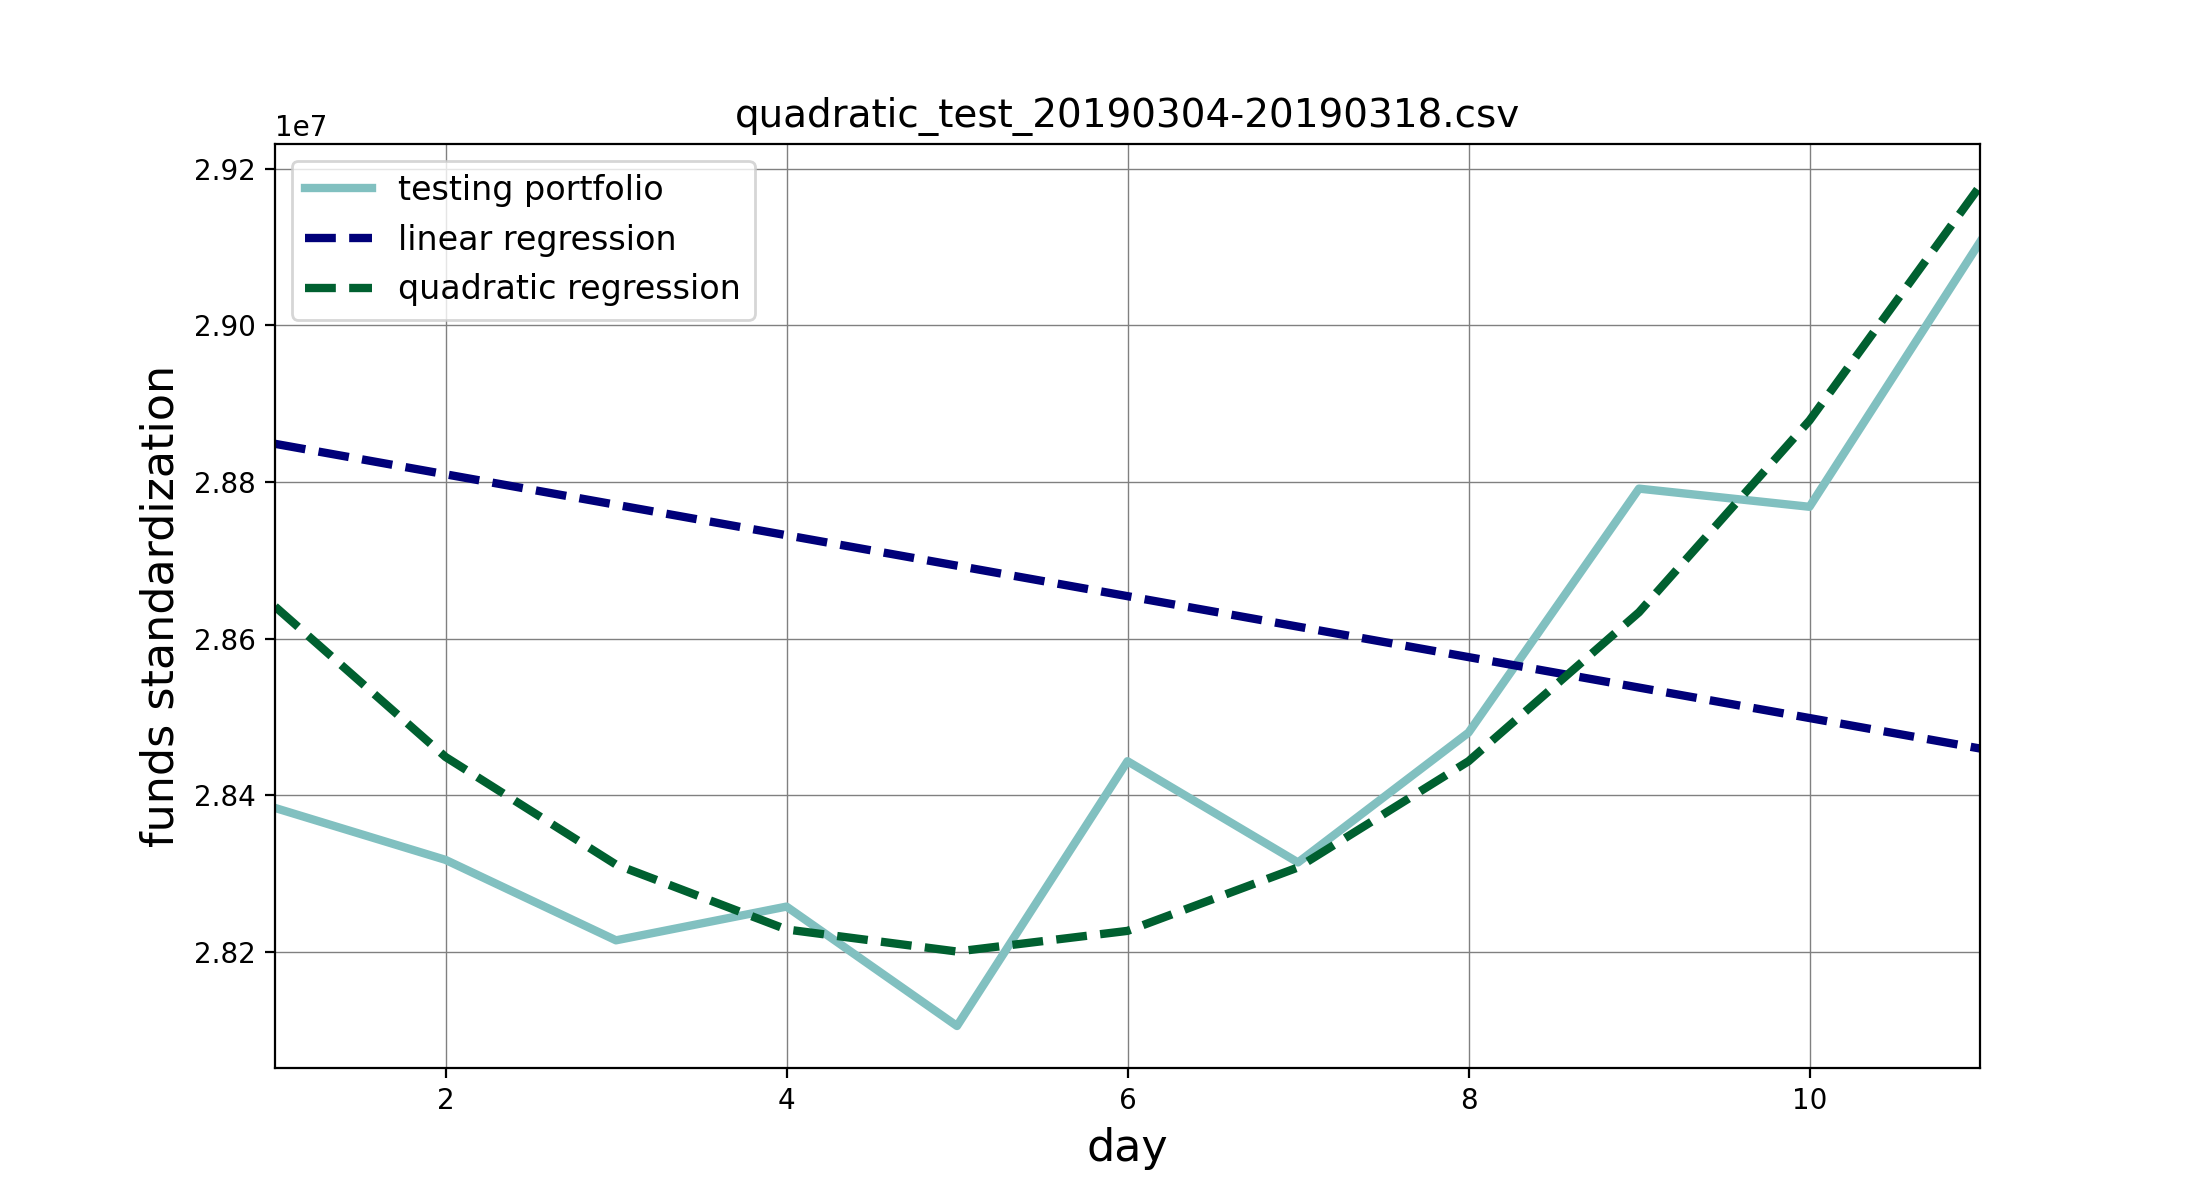 quadratic_test_20190304-20190318.csv
1e7
testing portfolio
linear regression
quadratic regression
2.92
2.90
2.88
2.86
2.84
2.82
funds standardization
2 4 6 8 10
day